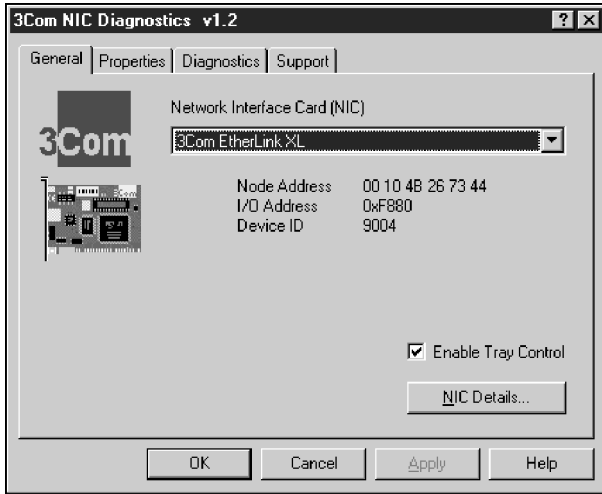 3Com NIC Diagnostics v1.2
General Properties Diagnostics Support
3Com
Network Interface Card (NIC)
3Com EtherLink XL
Node Address 00 10 4B 26 73 44
I/O Address 0xF880
Device ID 9004
Enable Tray Control
NIC Details...
OK Cancel Apply Help